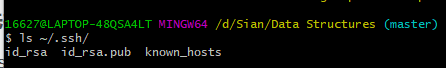 16627@LAPTOP-48QSA4LT MINGW64 /d/Sian/Data Structures (master)
$ ls ~/.ssh/
id_rsa  id_rsa.pub  known_hosts